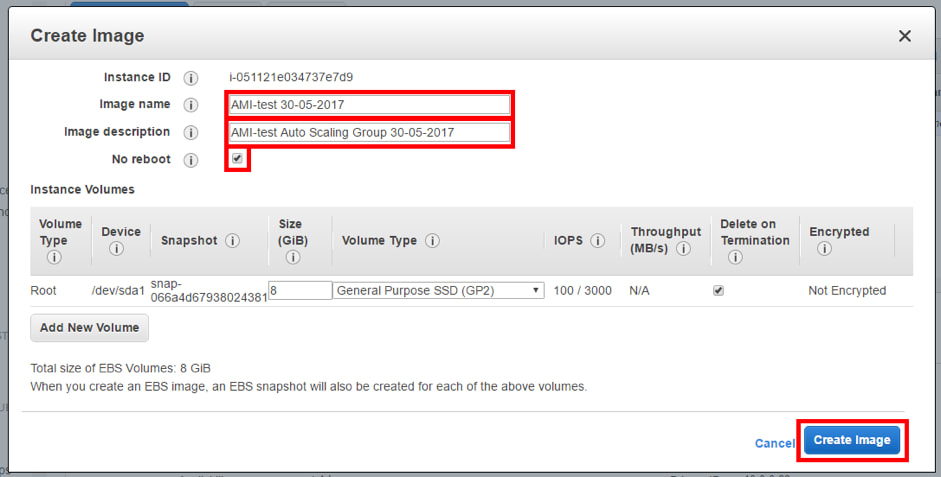 Create Image
Instance ID i-051121e034737e7d9
Image name AMI-test 30-05-2017
Image description AMI-test Auto Scaling Group 30-05-2017
No reboot
Instance Volumes
Volume Type Device Snapshot Size (GiB) Volume Type IOPS Throughput (MB/s) Delete on Termination Encrypted
Root /dev/sda1 snap-066a4d67938024381 8 General Purpose SSD (GP2) 100 / 3000 N/A Not Encrypted
Add New Volume
Total size of EBS Volumes: 8 GiB
When you create an EBS image, an EBS snapshot will also be created for each of the above volumes.
Cancel Create Image